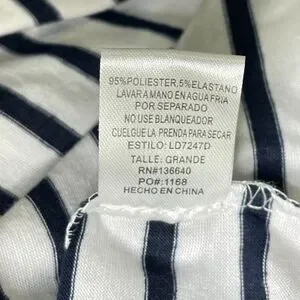 95%POLIESTER,5%ELASTANO
LAVAR A MANO EN AGUA FRIA
POR SEPARADO
NO USE BLANQUEADOR
CUELGUE LA PRENDA PARA SECAR
ESTILO: LD7247D
TALLE: GRANDE
RN#136640
PO#:1168
HECHO EN CHINA